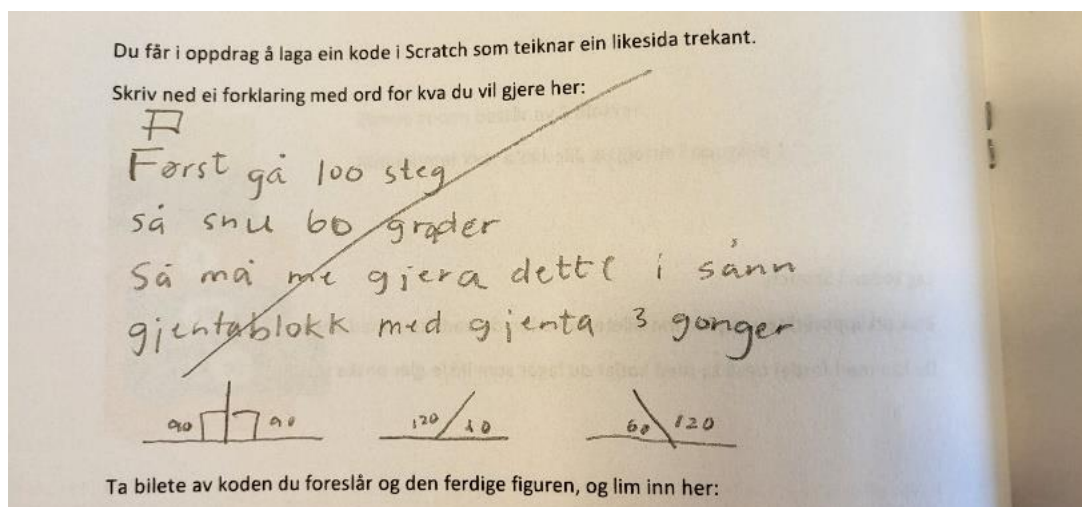 Du får i oppdrag å laga ein kode i Scratch som teiknar ein likesida trekant.
Skriv ned ei forklaring med ord for kva du vil gjere her:
Først gå 100 steg
så snu 60 grader
Så må me gjera dette i sånn
gjentablokk med gjenta 3 gonger
90 90 120 60 120
Ta bilete av koden du foreslår og den ferdige figuren, og lim inn her: